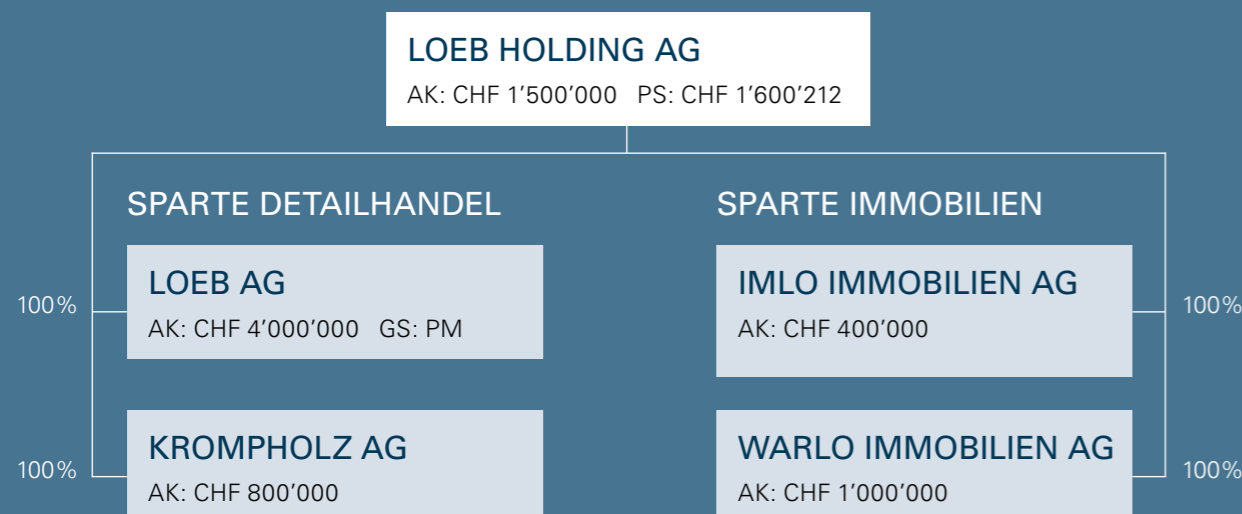 LOEB HOLDING AG
AK: CHF 1’500’000 PS: CHF 1’600’212
SPARTE DETAILHANDEL
LOEB AG
AK: CHF 4’000’000 GS: PM
100%
KROMPHOLZ AG
AK: CHF 800’000
100%
SPARTE IMMOBILIEN
IMLO IMMOBILIEN AG
AK: CHF 400’000
100%
WARLO IMMOBILIEN AG
AK: CHF 1’000’000
100%